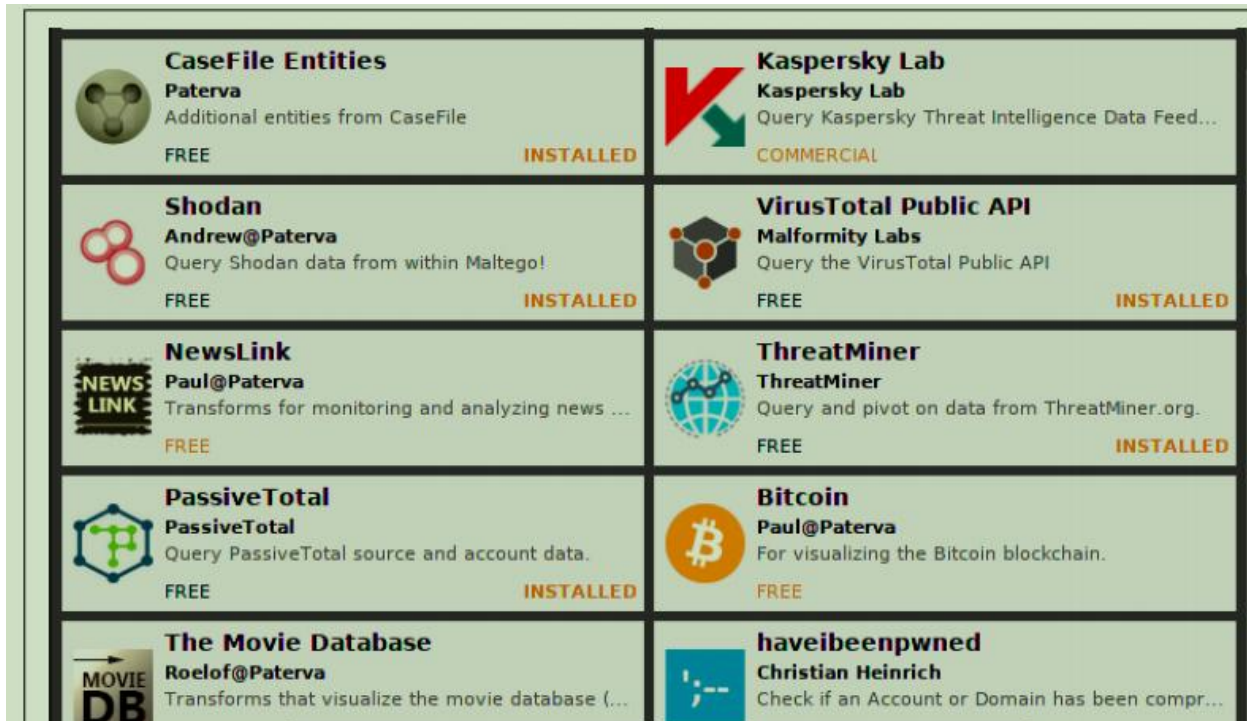 CaseFile Entities
Paterva
Additional entities from CaseFile
FREE INSTALLED
Kaspersky Lab
Kaspersky Lab
Query Kaspersky Threat Intelligence Data Feed...
COMMERCIAL
Shodan
Andrew@Paterva
Query Shodan data from within Maltego!
FREE INSTALLED
VirusTotal Public API
Malformity Labs
Query the VirusTotal Public API
FREE INSTALLED
NEWS
LINK
NewsLink
Paul@Paterva
Transforms for monitoring and analyzing news ...
FREE
ThreatMiner
ThreatMiner
Query and pivot on data from ThreatMiner.org.
FREE INSTALLED
PassiveTotal
PassiveTotal
Query PassiveTotal source and account data.
FREE INSTALLED
Bitcoin
Paul@Paterva
For visualizing the Bitcoin blockchain.
FREE
MOVIE
DB
The Movie Database
Roelof@Paterva
Transforms that visualize the movie database (...
';--
haveibeenpwned
Christian Heinrich
Check if an Account or Domain has been compr...